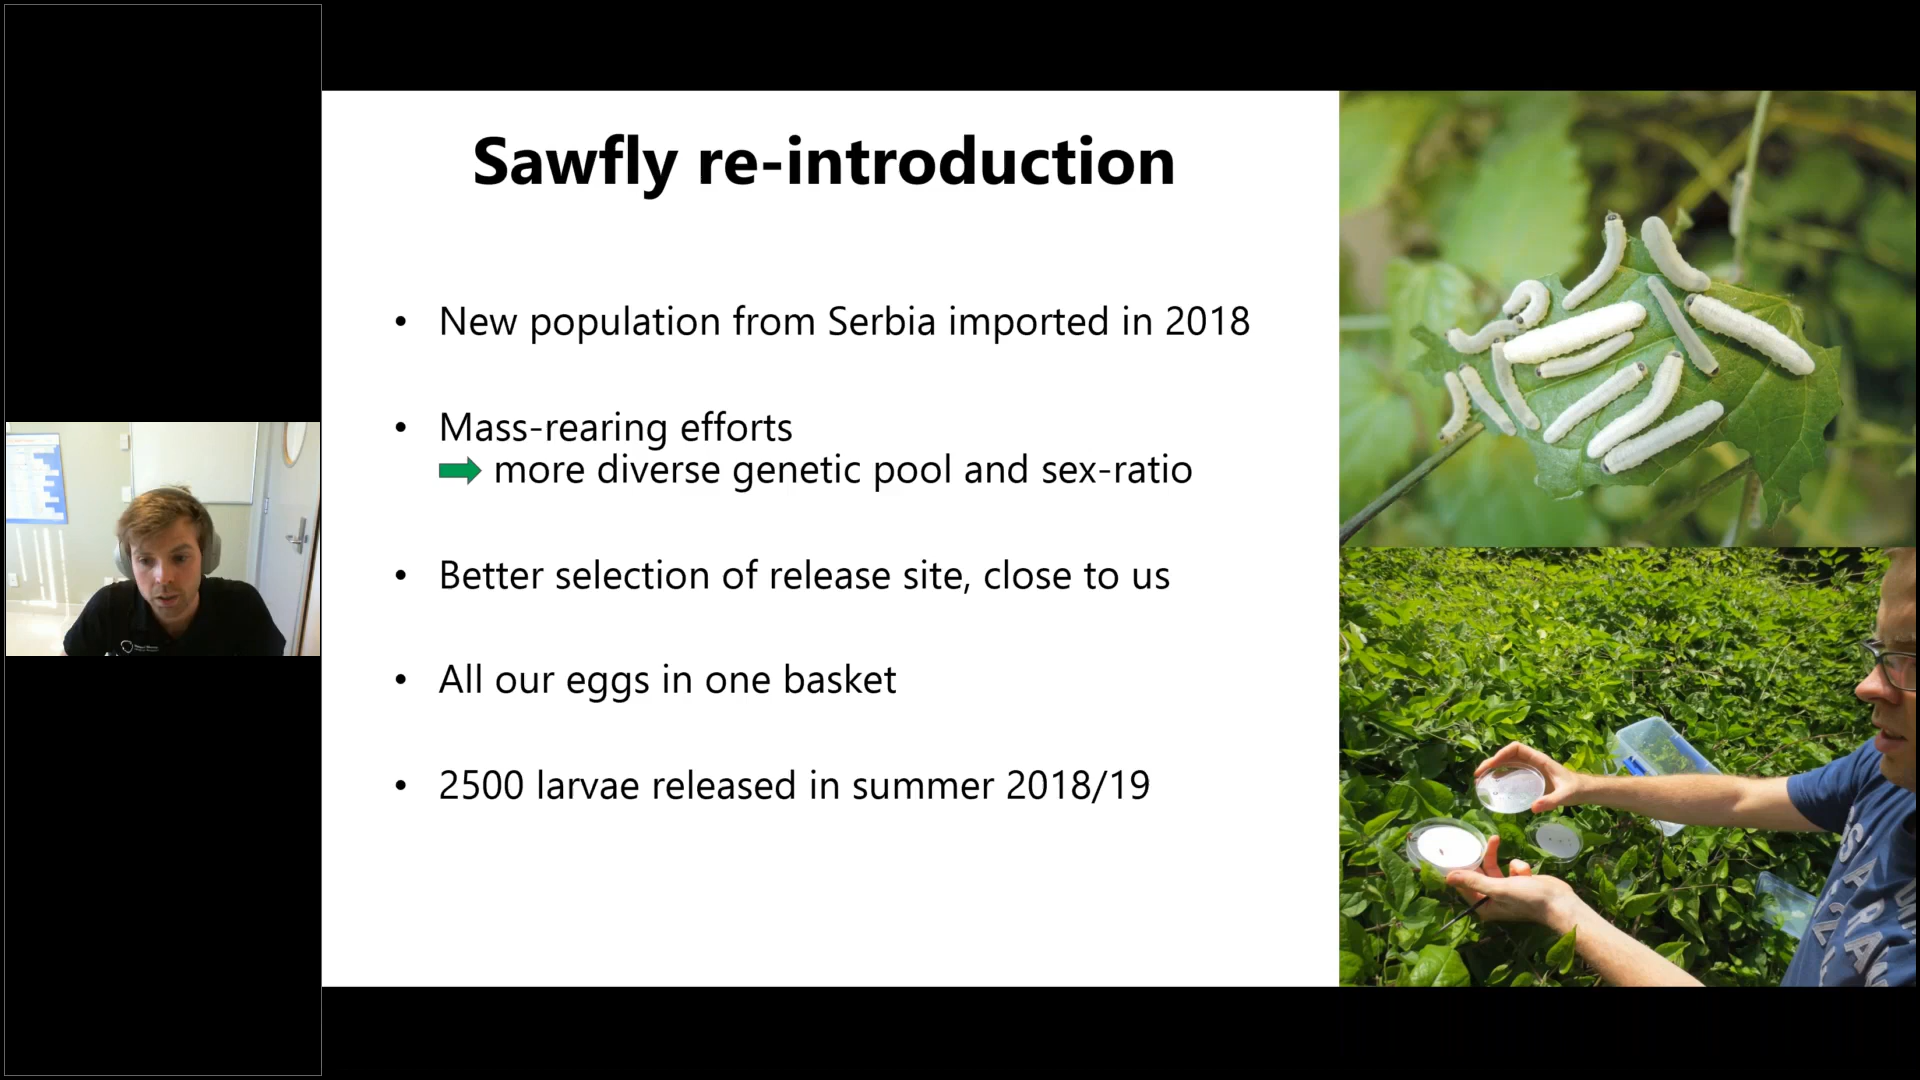 Sawfly re-introduction
• New population from Serbia imported in 2018
• Mass-rearing efforts
more diverse genetic pool and sex-ratio
• Better selection of release site, close to us
• All our eggs in one basket
• 2500 larvae released in summer 2018/19